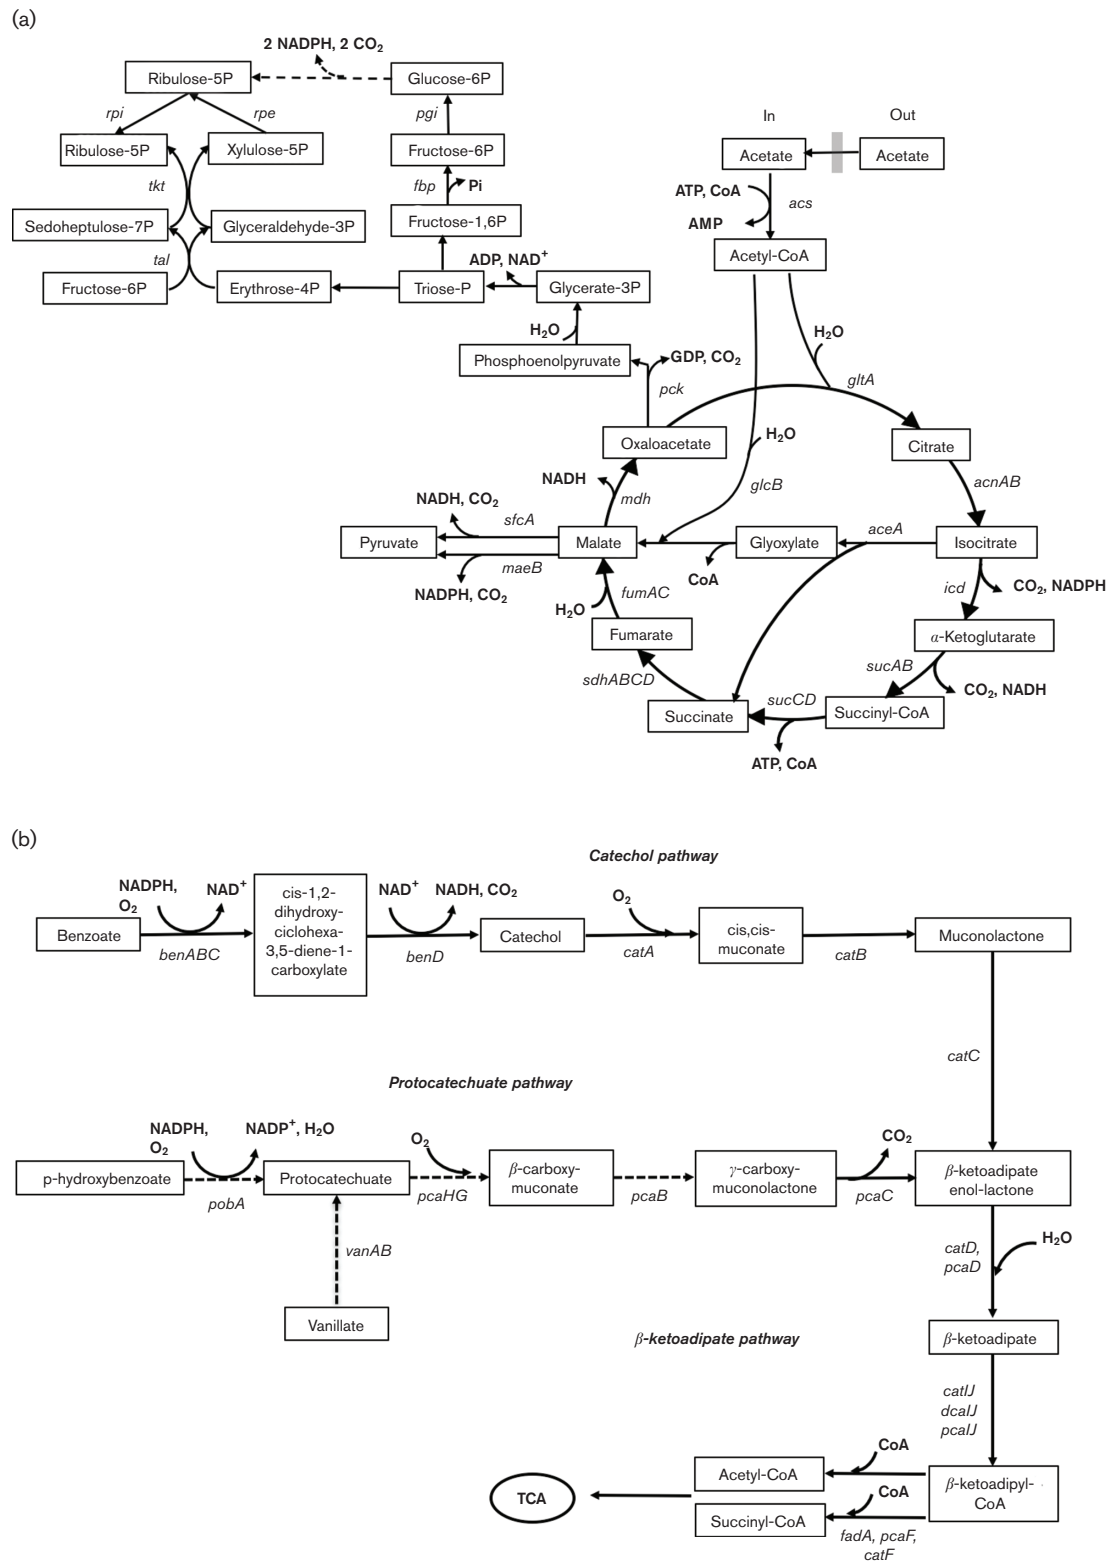 (a)
2 NADPH, 2 CO2
Ribulose-5P
Glucose-6P
rpi
rpe
pgi
In
Out
Ribulose-5P
Xylulose-5P
Fructose-6P
Acetate
Acetate
tkt
fbp
Pi
ATP, CoA
acs
AMP
Sedoheptulose-7P
Glyceraldehyde-3P
Fructose-1,6P
Acetyl-CoA
tal
ADP, NAD+
Fructose-6P
Erythrose-4P
Triose-P
Glycerate-3P
H2O
H2O
Phosphoenolpyruvate
GDP, CO2
pck
gltA
Oxaloacetate
H2O
Citrate
NADH
mdh
glcB
acnAB
NADH, CO2
sfcA
aceA
Pyruvate
Malate
Glyoxylate
Isocitrate
maeB
CoA
NADPH, CO2
fumAC
icd
CO2, NADPH
H2O
Fumarate
α-Ketoglutarate
sdhABCD
sucAB
CO2, NADH
sucCD
Succinate
Succinyl-CoA
ATP, CoA
(b)
Catechol pathway
NADPH,
O2
NAD+
cis-1,2-
dihydroxy-
ciclohexa-
3,5-diene-1-
carboxylate
NAD+
NADH, CO2
O2
Benzoate
Catechol
cis,cis-
muconate
Muconolactone
benABC
benD
catA
catB
catC
Protocatechuate pathway
NADPH,
O2
NADP+, H2O
O2
CO2
p-hydroxybenzoate
Protocatechuate
β-carboxy-
muconate
γ-carboxy-
muconolactone
β-ketoadipate
enol-lactone
pobA
pcaHG
pcaB
pcaC
vanAB
catD,
pcaD
H2O
Vanillate
β-ketoadipate pathway
β-ketoadipate
catIJ
dcaIJ
pcaIJ
CoA
Acetyl-CoA
β-ketoadipyl-
CoA
TCA
CoA
Succinyl-CoA
fadA, pcaF,
catF